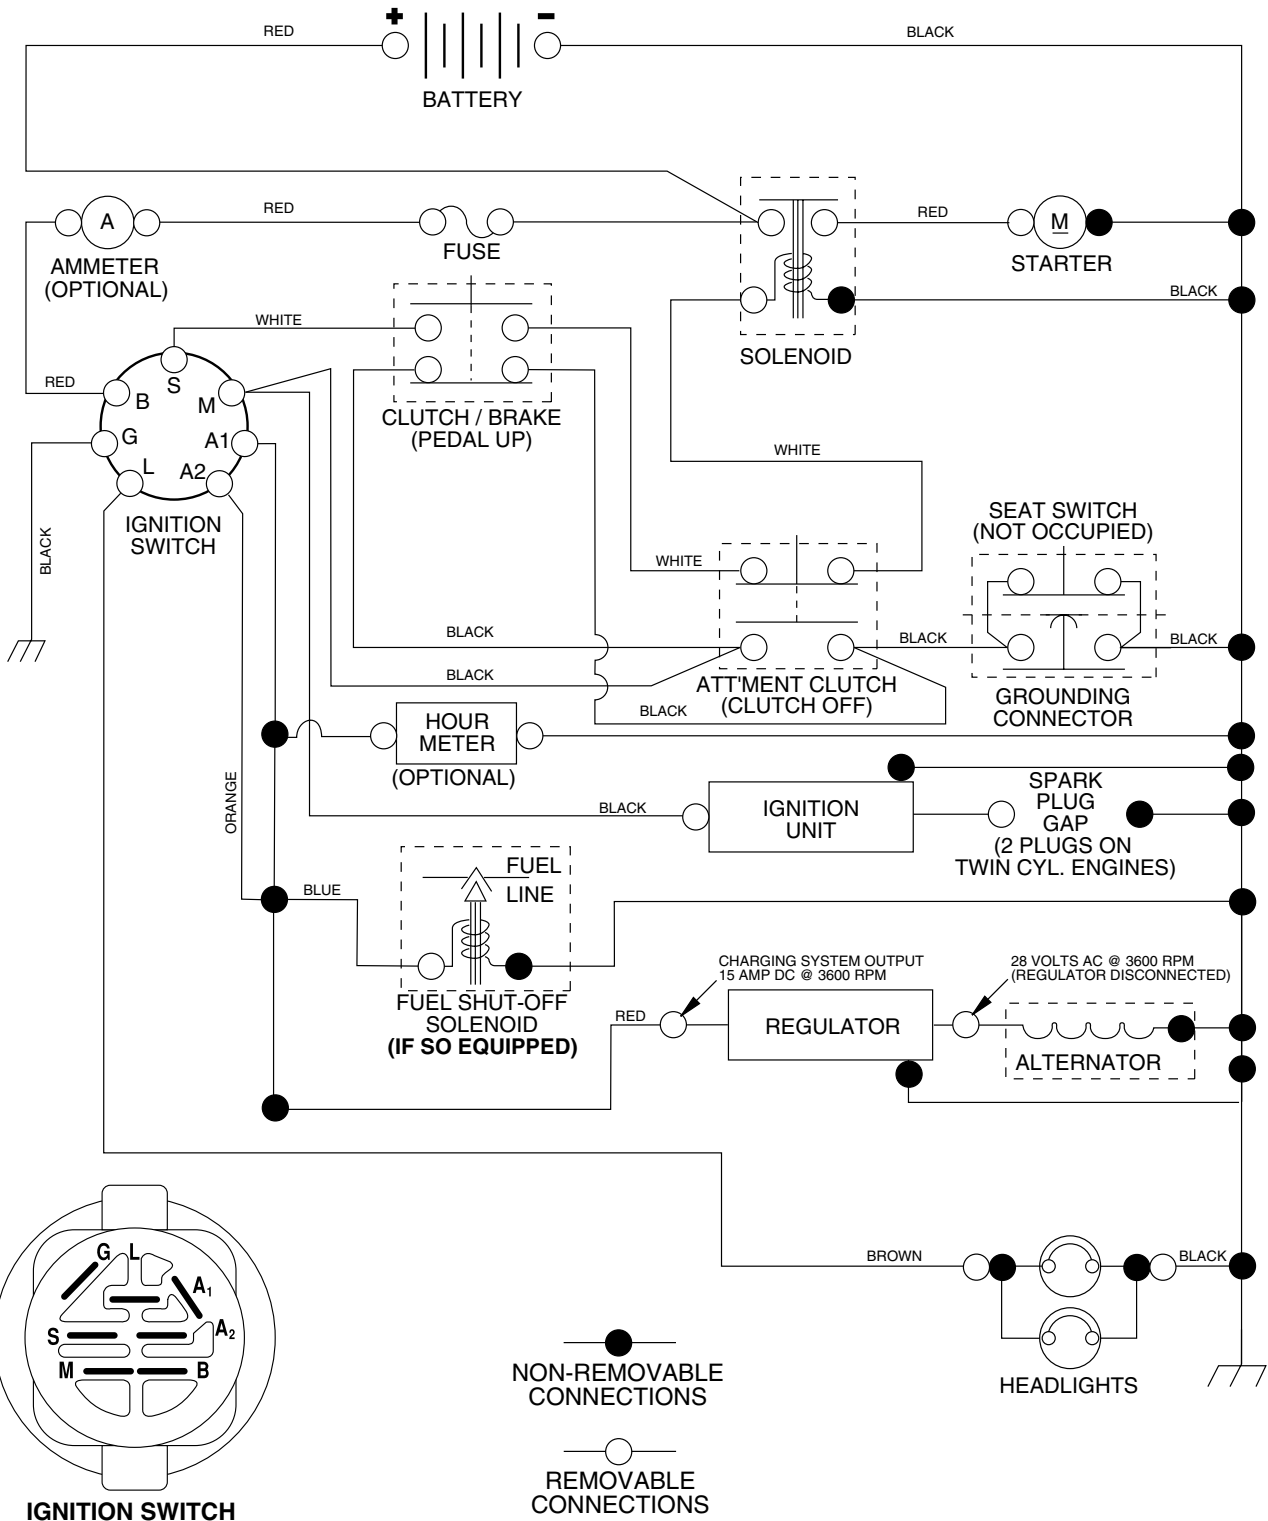 + -
RED
BLACK
BATTERY
A
RED
RED
M
FUSE
STARTER
AMMETER
(OPTIONAL)
BLACK
WHITE
SOLENOID
RED
S
B
M
CLUTCH / BRAKE
(PEDAL UP)
G
A1
L
A2
WHITE
IGNITION
SWITCH
BLACK
SEAT SWITCH
(NOT OCCUPIED)
WHITE
BLACK
BLACK
BLACK
BLACK
ATT'MENT CLUTCH
(CLUTCH OFF)
BLACK
GROUNDING
CONNECTOR
HOUR
METER
(OPTIONAL)
ORANGE
BLACK
IGNITION
UNIT
SPARK
PLUG
GAP
(2 PLUGS ON
TWIN CYL. ENGINES)
BLUE
FUEL
LINE
FUEL SHUT-OFF
SOLENOID
(IF SO EQUIPPED)
CHARGING SYSTEM OUTPUT
15 AMP DC @ 3600 RPM
28 VOLTS AC @ 3600 RPM
(REGULATOR DISCONNECTED)
RED
REGULATOR
ALTERNATOR
G L
A1
A2
S
M
B
IGNITION SWITCH
BROWN
BLACK
HEADLIGHTS
NON-REMOVABLE
CONNECTIONS
REMOVABLE
CONNECTIONS